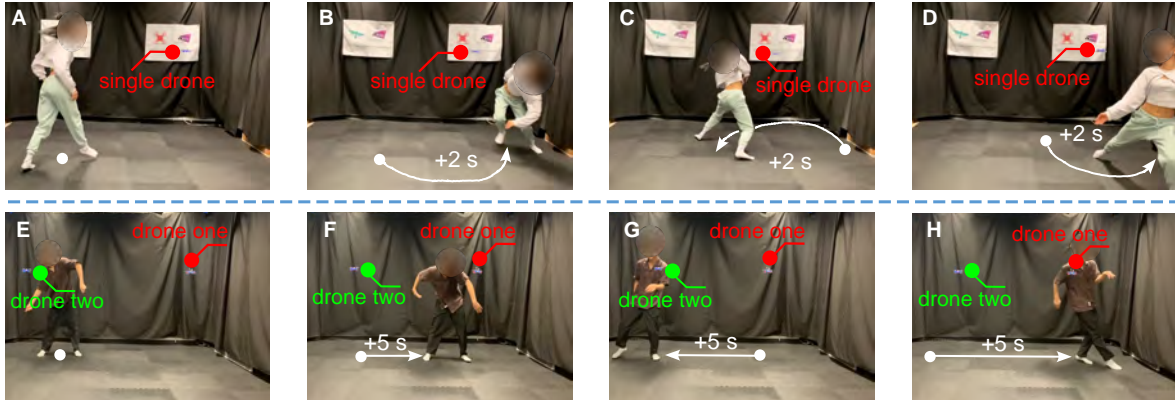 A
single drone
B
single drone
+2 s
C
single drone
+2 s
D
single drone
+2 s
E
drone one
drone two
F
drone one
drone two
+5 s
G
drone one
drone two
+5 s
H
drone one
drone two
+5 s